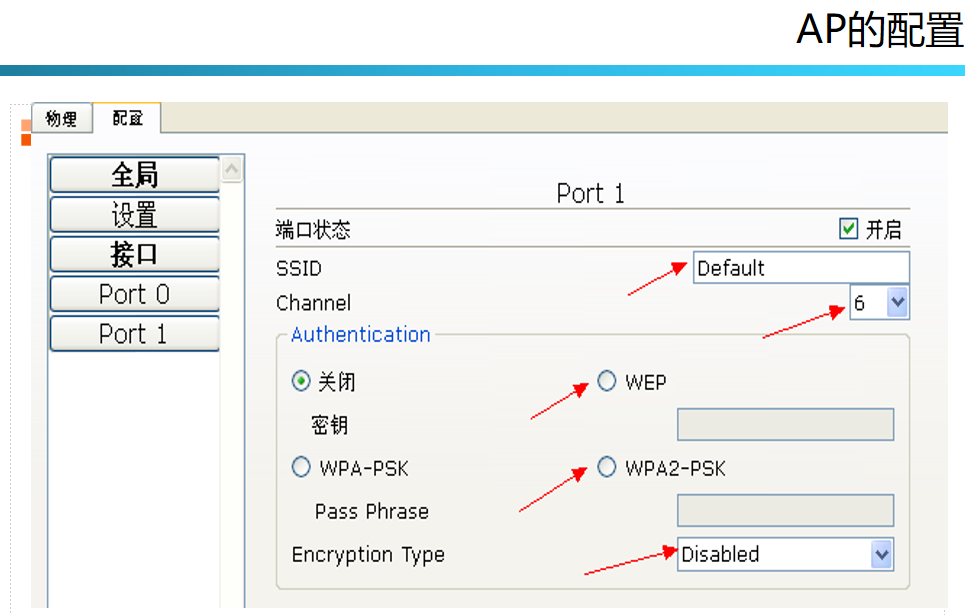 AP的配置
物理 配置
全局
设置
接口
Port 0
Port 1
Port 1
端口状态 开启
SSID Default
Channel 6
Authentication
关闭 WEP
密钥
WPA-PSK WPA2-PSK
Pass Phrase
Encryption Type Disabled